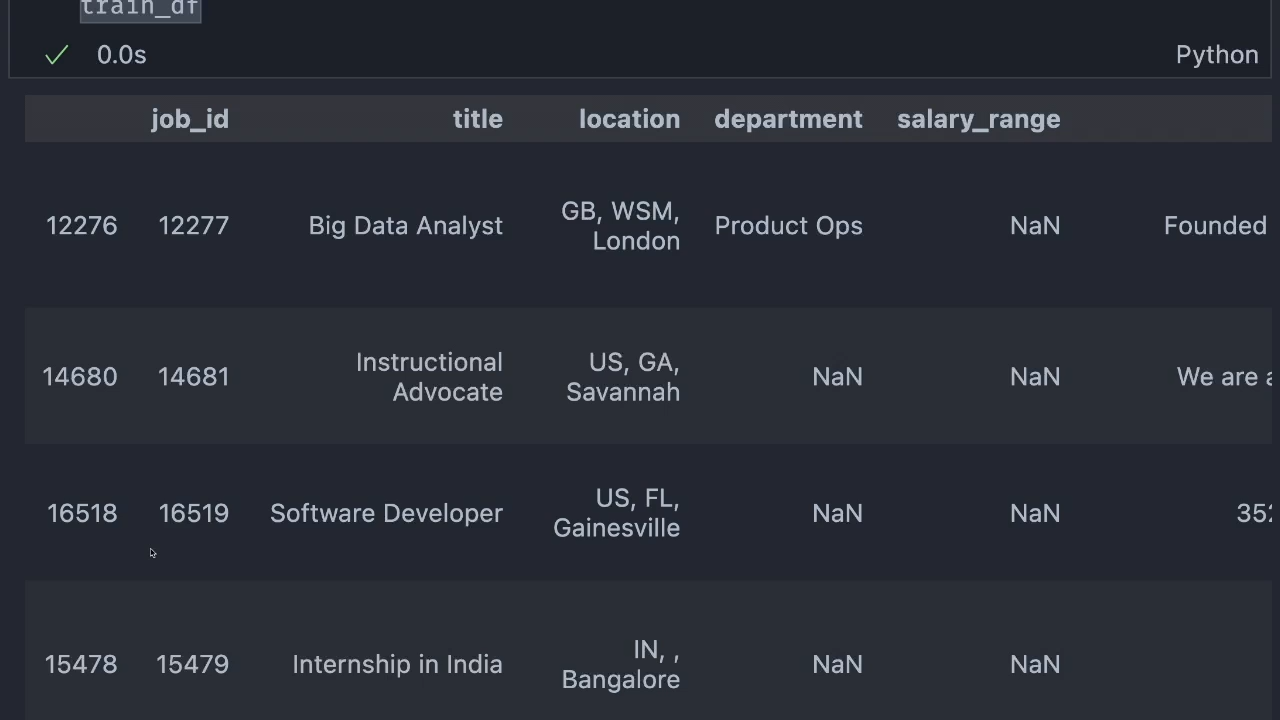 train_df
0.0s Python
job_id title location department salary_range
12276 12277 Big Data Analyst GB, WSM, London Product Ops NaN Founded
14680 14681 Instructional Advocate US, GA, Savannah NaN NaN We are a
16518 16519 Software Developer US, FL, Gainesville NaN NaN 352
15478 15479 Internship in India IN, , Bangalore NaN NaN